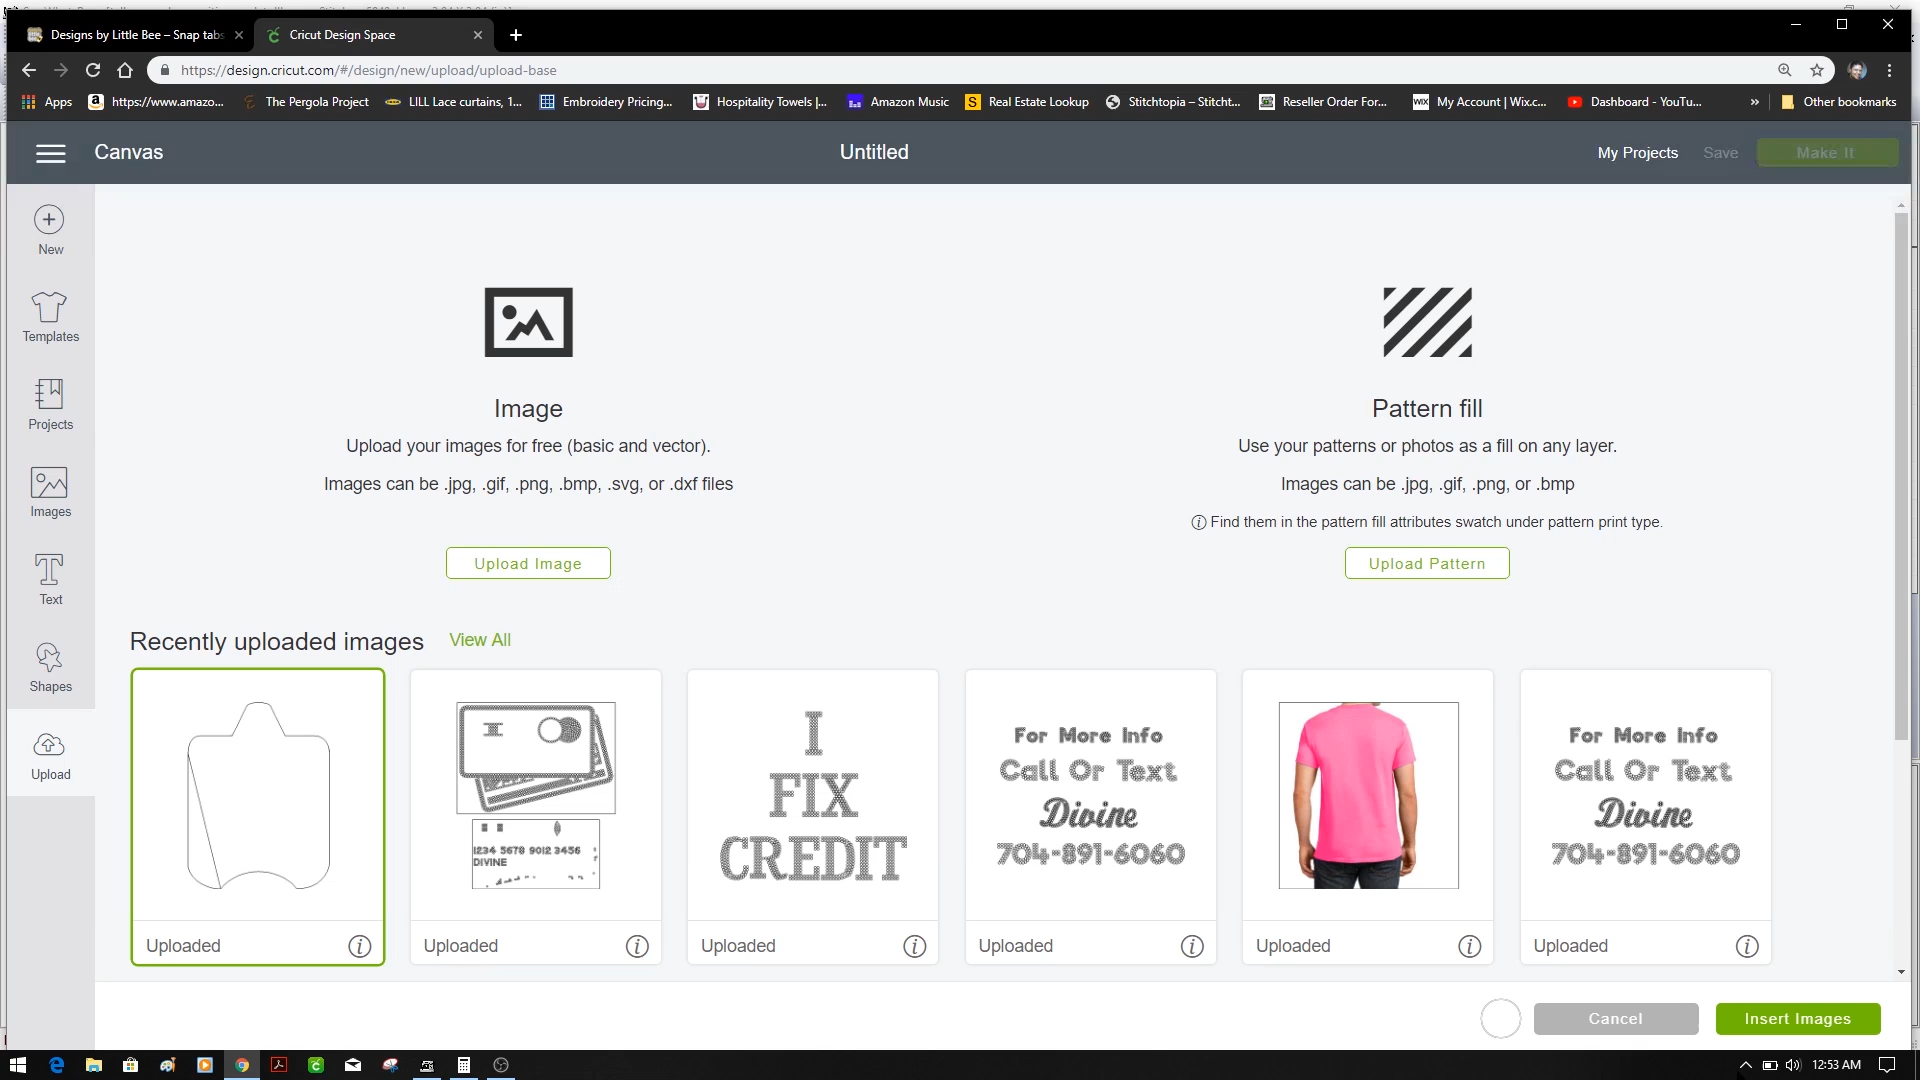 Designs by Little Bee – Snap tabs
Cricut Design Space
https://design.cricut.com/#/design/new/upload/upload-base
Apps
https://www.amazo...
The Pergola Project
LILL Lace curtains, 1...
Embroidery Pricing...
Hospitality Towels |...
Amazon Music
Real Estate Lookup
Stitchtopia – Stitcht...
Reseller Order For...
WIX
My Account | Wix.c...
Dashboard - YouTu...
»
Other bookmarks
Canvas
Untitled
My Projects
Save
Make It
New
Templates
Projects
Images
Text
Shapes
Upload
Image
Upload your images for free (basic and vector).
Images can be .jpg, .gif, .png, .bmp, .svg, or .dxf files
Upload Image
Pattern fill
Use your patterns or photos as a fill on any layer.
Images can be .jpg, .gif, .png, or .bmp
Find them in the pattern fill attributes swatch under pattern print type.
Upload Pattern
Recently uploaded images
View All
1234 5678 9012 3456
DIVINE
I
FIX
CREDIT
For More Info
Call Or Text
Divine
704-891-6060
For More Info
Call Or Text
Divine
704-891-6060
Uploaded
Uploaded
Uploaded
Uploaded
Uploaded
Uploaded
Cancel
Insert Images
12:53 AM